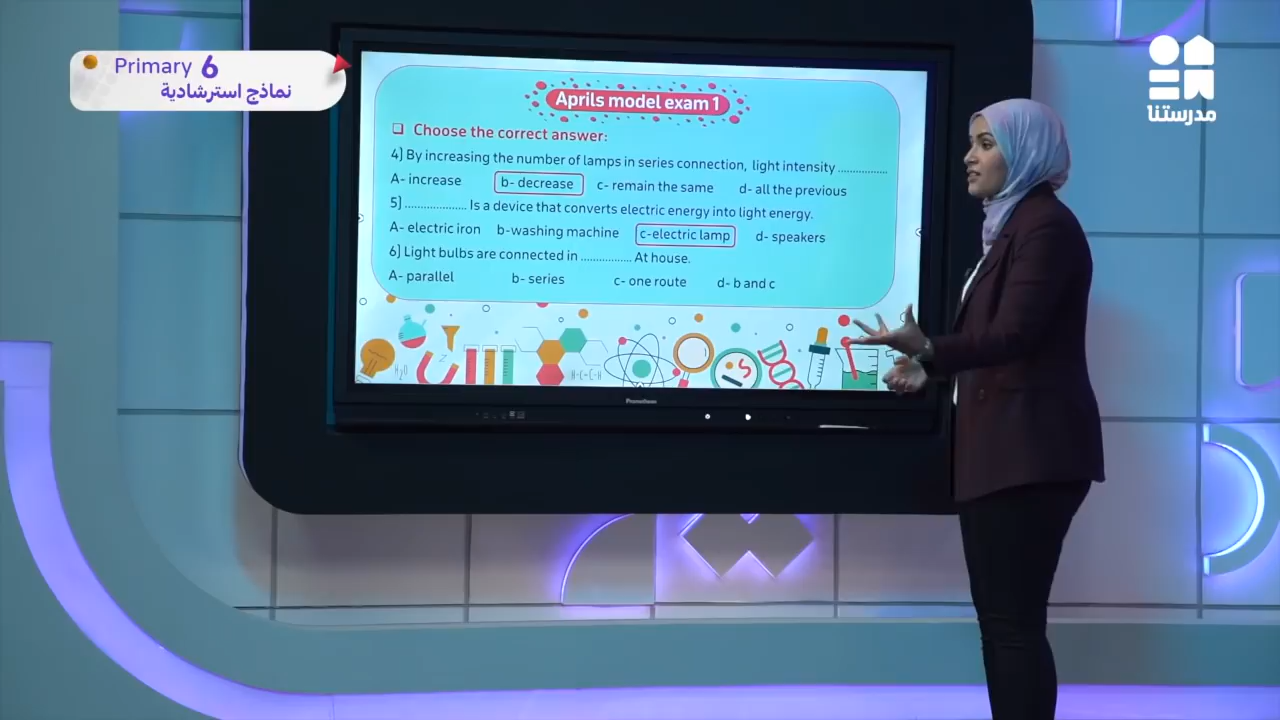 Primary 6
نماذج استرشادية
مدرستنا
Aprils model exam 1
Choose the correct answer:
4) By increasing the number of lamps in series connection, light intensity ................
A- increase b- decrease c- remain the same d- all the previous
5) .................... Is a device that converts electric energy into light energy.
A- electric iron b-washing machine c-electric lamp d- speakers
6) Light bulbs are connected in ................ At house.
A- parallel b- series c- one route d- b and c
H₂O
H-C-C-H
Promethean